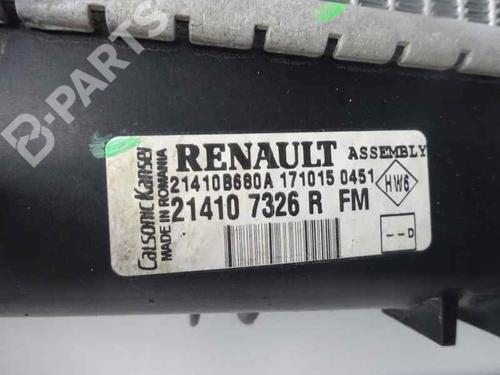 B-PARTS
Calsonic Kansei
MADE IN ROMANIA
RENAULT ASSEMBLY
21410B680A 171015 0451
21410 7326 R FM
HW6
--D